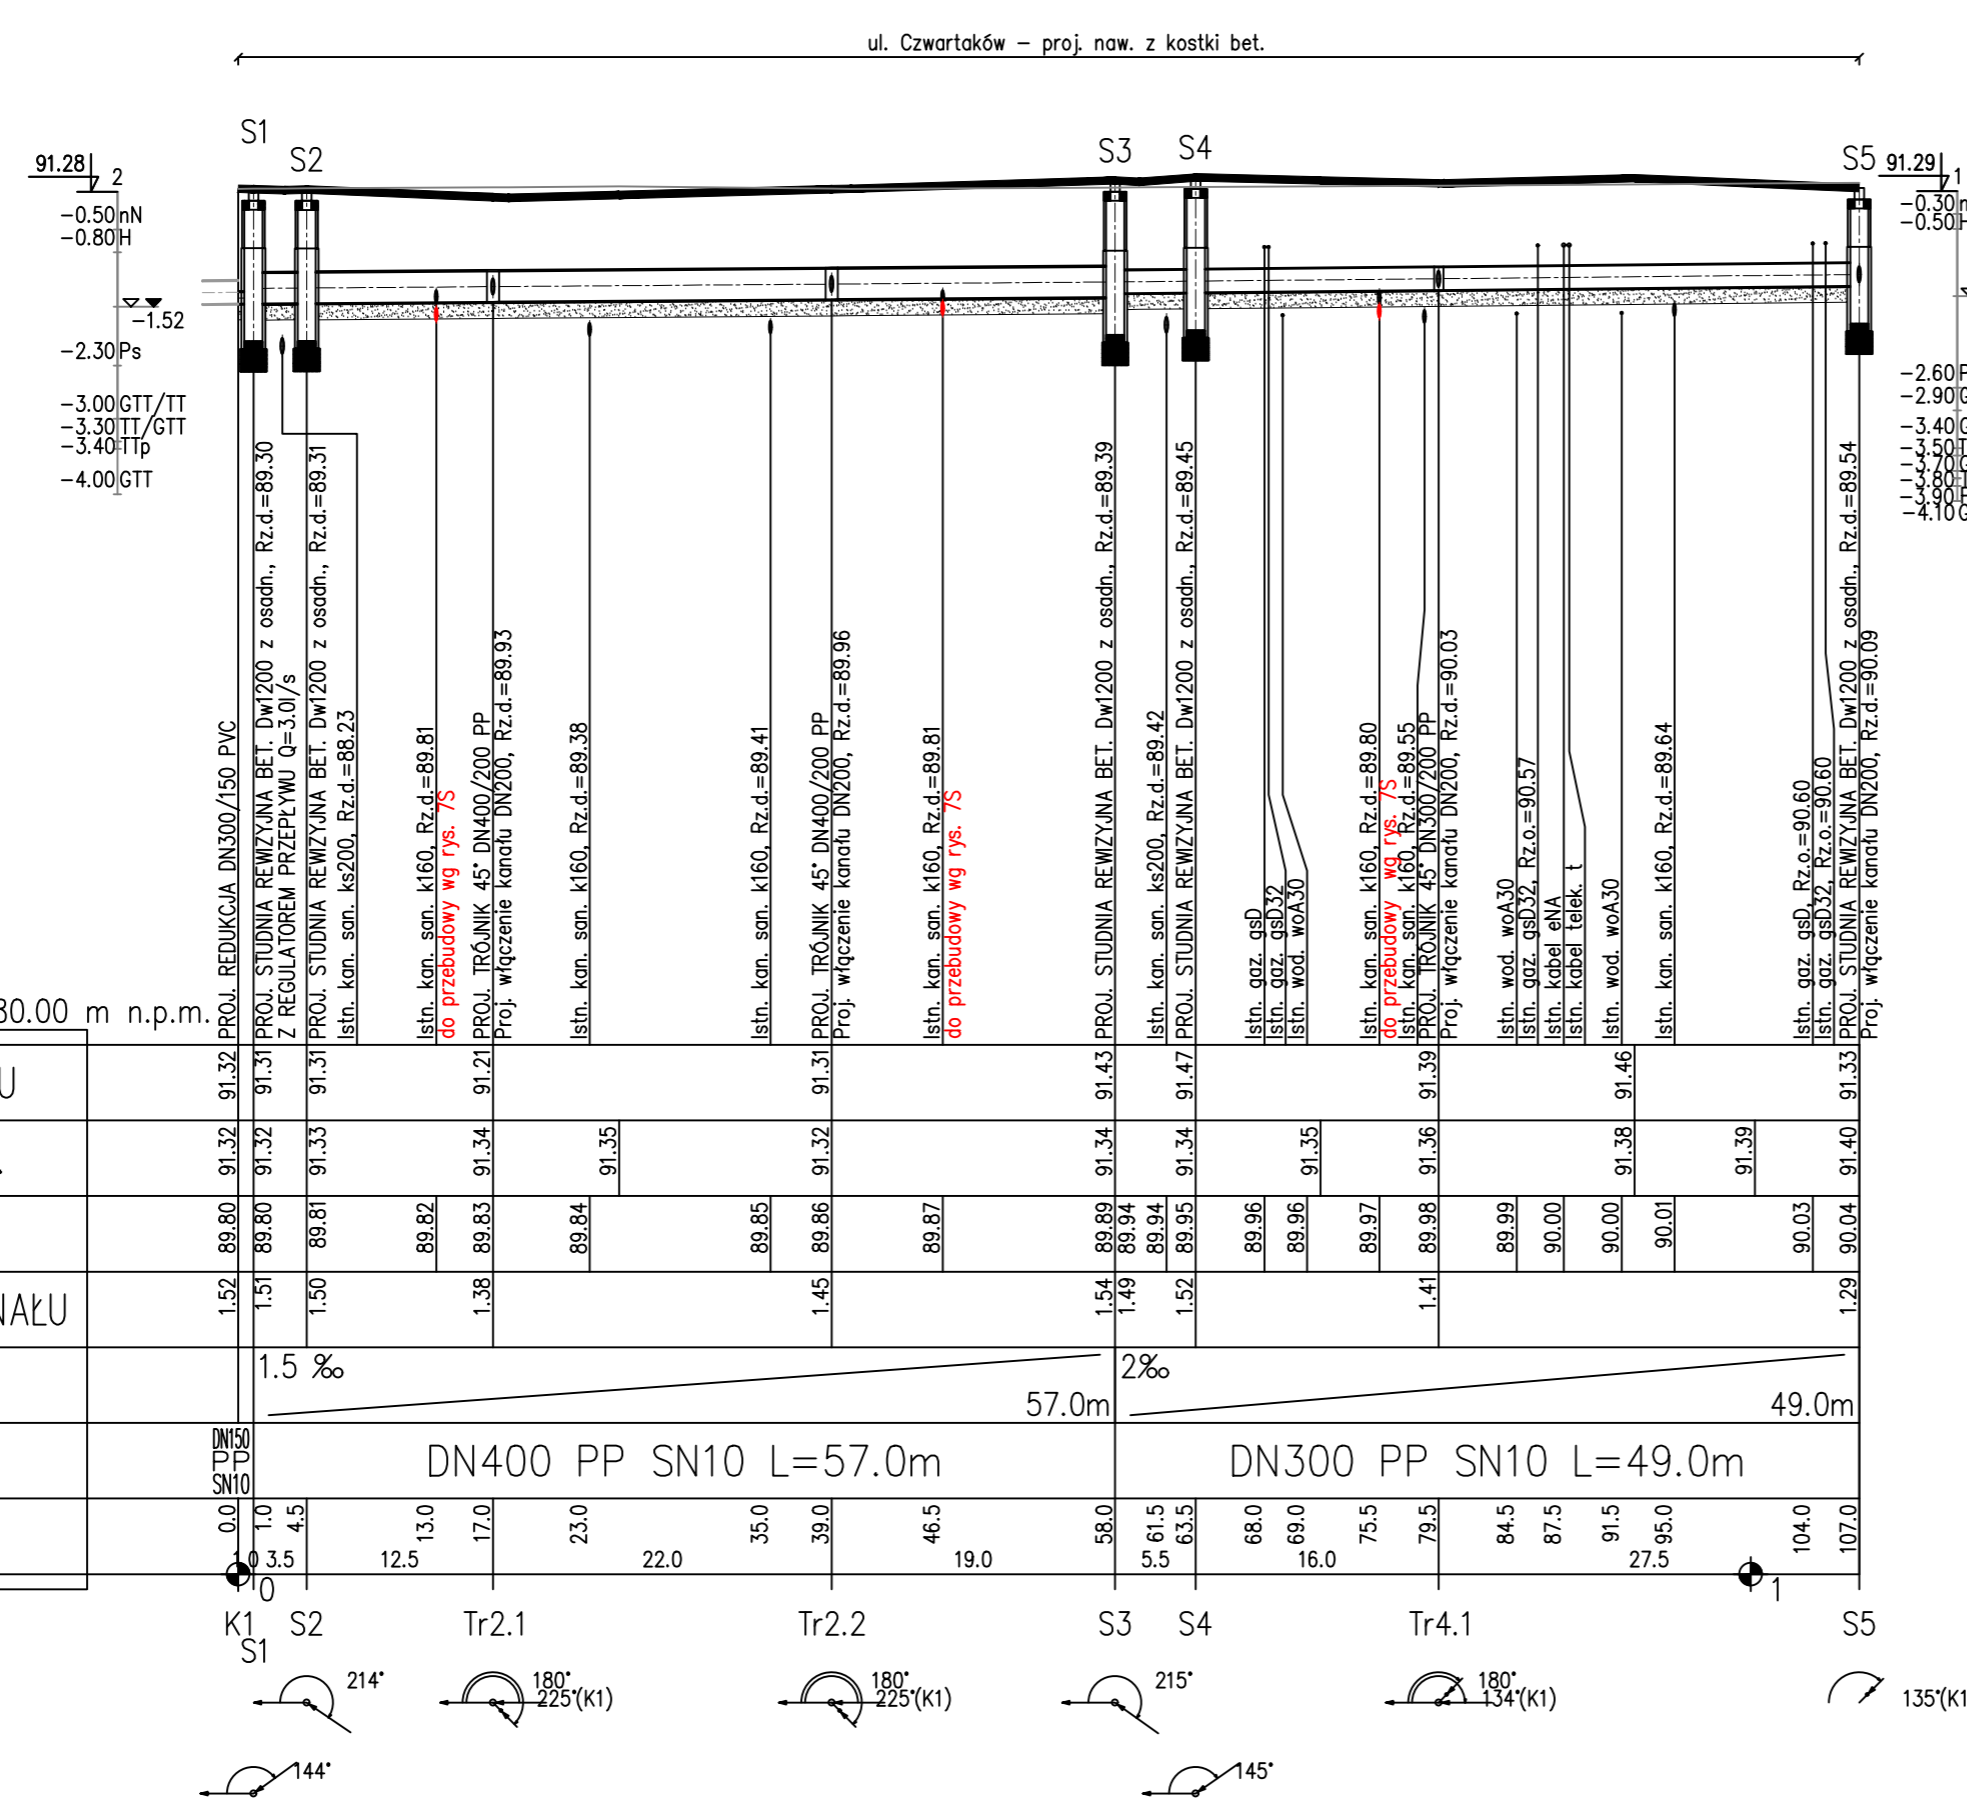 ul. Czwartaków – proj. naw. z kostki bet.
S1
S2
S3
S4
S5
91.28
2
-0.50 nN
-0.80 H
-1.52
-2.30 Ps
-3.00 GTT/TT
-3.30 TT/GTT
-3.40 TTp
-4.00 GTT
91.29
1
-0.30
-0.50
-2.60
-2.90
-3.40
-3.50
-3.70
-3.80
-3.90
-4.10
PROJ. REDUKCJA DN300/150 PVC
PROJ. STUDNIA REWIZYJNA BET. Dw1200 z osadn., Rz.d.=89.30
Z REGULATOREM PRZEPŁYWU Q=3.0l/s
PROJ. STUDNIA REWIZYJNA BET. Dw1200 z osadn., Rz.d.=89.31
Istn. kan. san. ks200, Rz.d.=88.23
Istn. kan. san. k160, Rz.d.=89.81
do przebudowy wg rys. 7S
PROJ. TRÓJNIK 45° DN400/200 PP
Proj. włączenie kanału DN200, Rz.d.=89.93
Istn. kan. san. k160, Rz.d.=89.38
Istn. kan. san. k160, Rz.d.=89.41
PROJ. TRÓJNIK 45° DN400/200 PP
Proj. włączenie kanału DN200, Rz.d.=89.96
Istn. kan. san. k160, Rz.d.=89.81
do przebudowy wg rys. 7S
PROJ. STUDNIA REWIZYJNA BET. Dw1200 z osadn., Rz.d.=89.39
Istn. kan. san. ks200, Rz.d.=89.42
PROJ. STUDNIA REWIZYJNA BET. Dw1200 z osadn., Rz.d.=89.45
Istn. gaz. gsD
Istn. gaz. gsD32
Istn. wod. woA30
Istn. kan. san. k160, Rz.d.=89.80
do przebudowy wg rys. 7S
Istn. kan. san. k160, Rz.d.=89.55
PROJ. TRÓJNIK 45° DN300/200 PP
Proj. włączenie kanału DN200, Rz.d.=90.03
Istn. wod. woA30
Istn. gaz. gsD32, Rz.o.=90.57
Istn. kabel eNA
Istn. kabel telek. t
Istn. wod. woA30
Istn. kan. san. k160, Rz.d.=89.64
Istn. gaz. gsD, Rz.o.=90.60
Istn. gaz. gsD32, Rz.o.=90.60
PROJ. STUDNIA REWIZYJNA BET. Dw1200 z osadn., Rz.d.=89.54
Proj. włączenie kanału DN200, Rz.d.=90.09
80.00 m n.p.m.
U 91.32 91.31 91.31 91.21 91.31 91.43 91.47 91.39 91.46 91.33
91.32 91.32 91.33 91.34 91.35 91.32 91.34 91.34 91.35 91.36 91.38 91.39 91.40
89.80 89.80 89.81 89.82 89.83 89.84 89.85 89.86 89.87 89.89 89.94 89.94 89.95 89.96 89.96 89.97 89.98 89.99 90.00 90.00 90.01 90.03 90.04
NAŁU 1.52 1.51 1.50 1.38 1.45 1.54 1.49 1.52 1.41 1.29
1.5 ‰ 57.0m 2‰ 49.0m
DN150
PP
SN10
DN400 PP SN10 L=57.0m
DN300 PP SN10 L=49.0m
0.0 1.0 4.5 13.0 17.0 23.0 35.0 39.0 46.5 58.0 61.5 63.5 68.0 69.0 75.5 79.5 84.5 87.5 91.5 95.0 104.0 107.0
1.0 3.5 12.5 22.0 19.0 5.5 16.0 27.5
0 1
K1 S2 Tr2.1 Tr2.2 S3 S4 Tr4.1 S5
S1
214°
180°
225°(K1)
180°
225°(K1)
215°
180°
134°(K1)
135°(K1
144°
145°